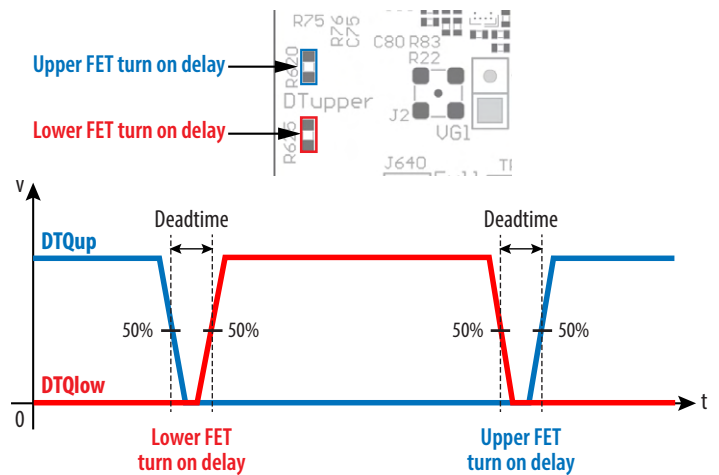 R75
R76
C75
C80 R83
R22
Upper FET turn on delay
R620
DTupper
Lower FET turn on delay
R625
J2
VG1
J640
v
Deadtime
Deadtime
DTQup
50%
50%
50%
50%
DTQlow
0
t
Lower FET
turn on delay
Upper FET
turn on delay